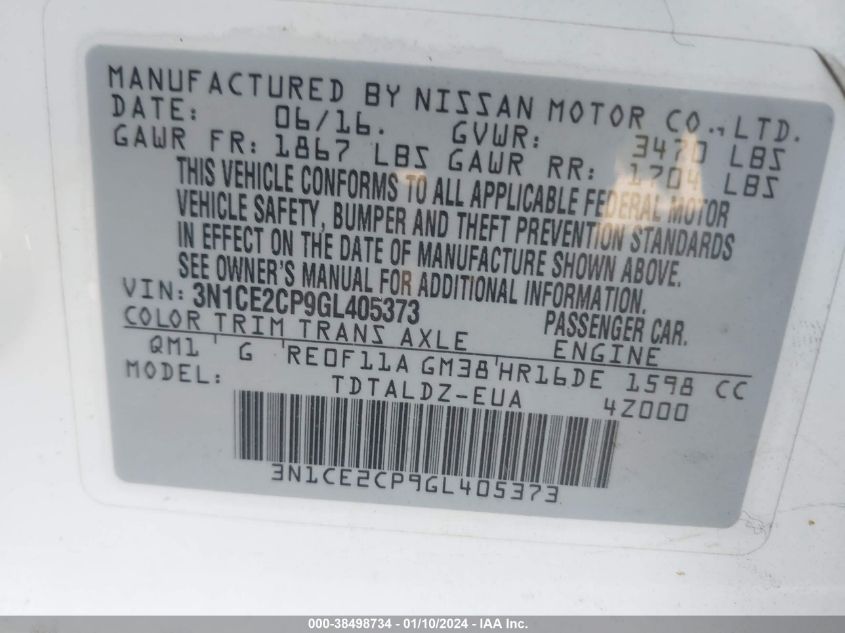 MANUFACTURED BY NISSAN MOTOR CO.,LTD.
DATE: 06/16. GVWR: 3470 LBS
GAWR FR: 1867 LBS GAWR RR: 1704 LBS
THIS VEHICLE CONFORMS TO ALL APPLICABLE FEDERAL MOTOR
VEHICLE SAFETY, BUMPER AND THEFT PREVENTION STANDARDS
IN EFFECT ON THE DATE OF MANUFACTURE SHOWN ABOVE.
SEE OWNER'S MANUAL FOR ADDITIONAL INFORMATION.
VIN: 3N1CE2CP9GL405373 PASSENGER CAR.
COLOR TRIM TRANS AXLE ENGINE
QM1 G RE0F11A GM38 HR16DE 1598 CC
MODEL: TDTALDZ-EUA 4Z000
3N1CE2CP9GL405373
000-38498734 - 01/10/2024 - IAA Inc.